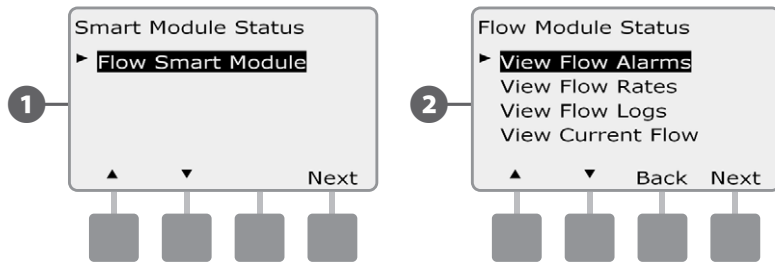 1
Smart Module Status
► Flow Smart Module
▲ ▼ Next
2
Flow Module Status
► View Flow Alarms
View Flow Rates
View Flow Logs
View Current Flow
▲ ▼ Back Next